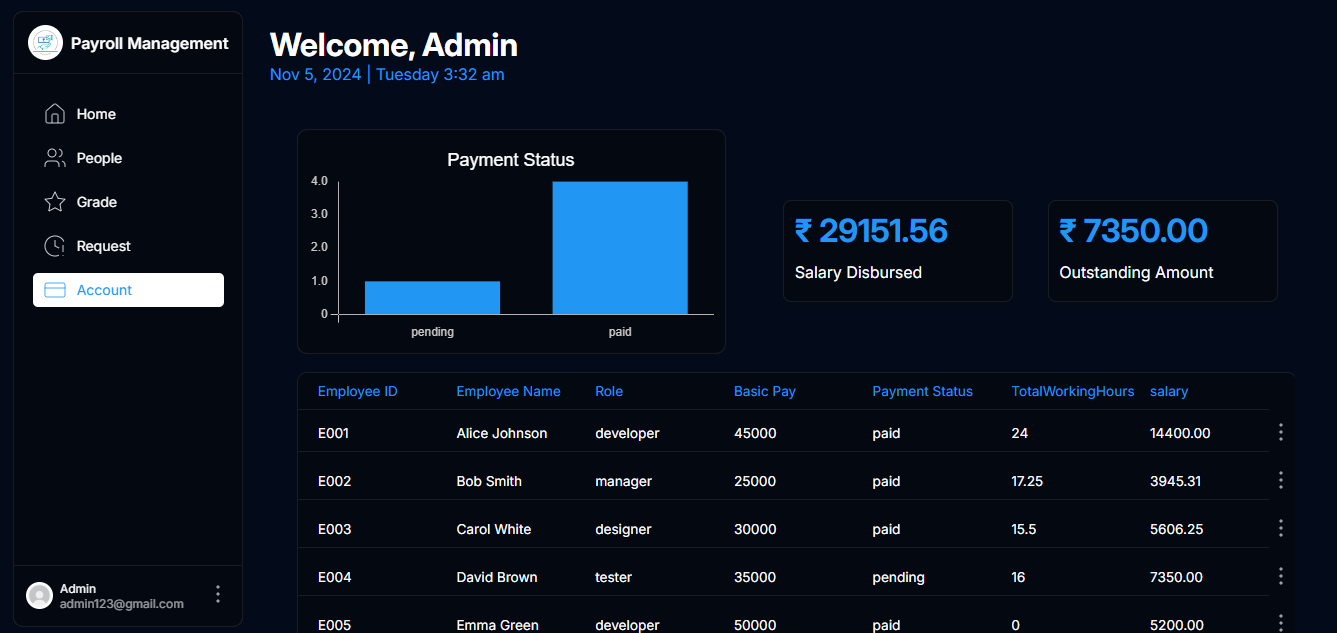 Payroll Management
Home
People
Grade
Request
Account
Admin
admin123@gmail.com
Welcome, Admin
Nov 5, 2024 | Tuesday 3:32 am
Payment Status
4.0
3.0
2.0
1.0
0
pending paid
₹ 29151.56
Salary Disbursed
₹ 7350.00
Outstanding Amount
Employee ID Employee Name Role Basic Pay Payment Status TotalWorkingHours salary
E001 Alice Johnson developer 45000 paid 24 14400.00
E002 Bob Smith manager 25000 paid 17.25 3945.31
E003 Carol White designer 30000 paid 15.5 5606.25
E004 David Brown tester 35000 pending 16 7350.00
E005 Emma Green developer 50000 paid 0 5200.00